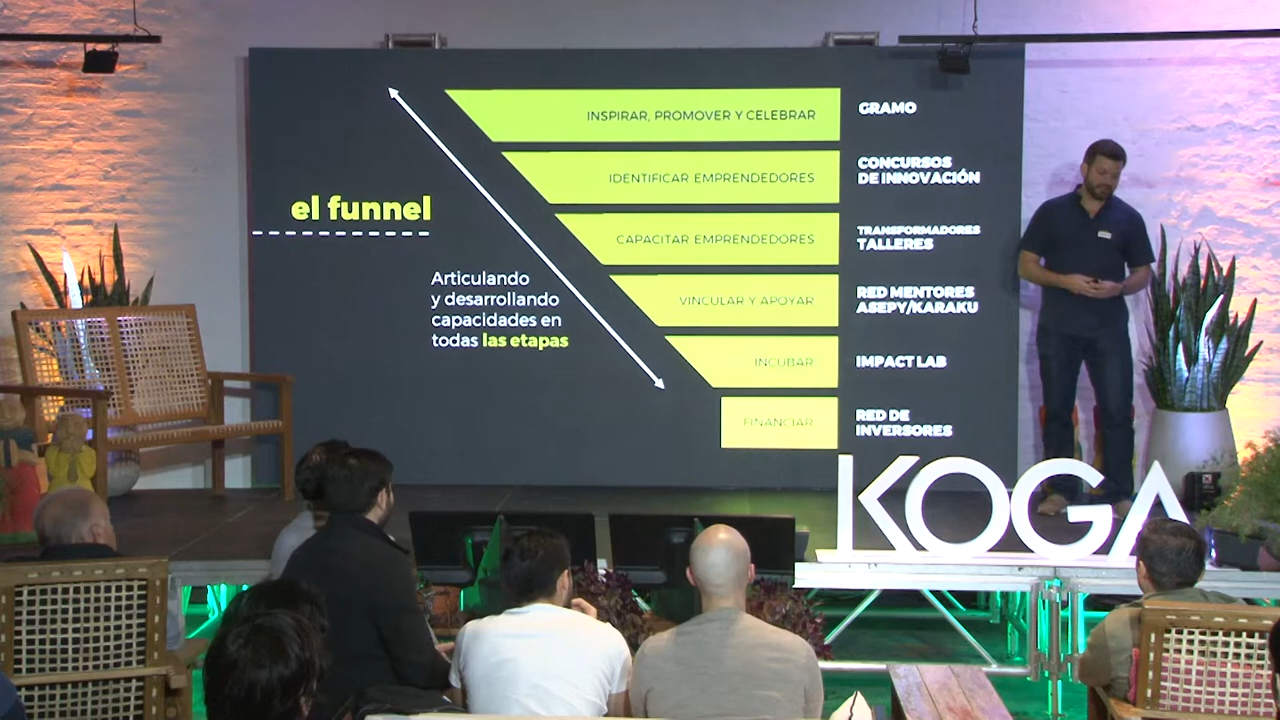 el funnel
Articulando
y desarrollando
capacidades en
todas las etapas
INSPIRAR, PROMOVER Y CELEBRAR
GRAMO
IDENTIFICAR EMPRENDEDORES
CONCURSOS
DE INNOVACIÓN
CAPACITAR EMPRENDEDORES
TRANSFORMADORES
TALLERES
VINCULAR Y APOYAR
RED MENTORES
ASEPY/KARAKU
INCUBAR
IMPACT LAB
FINANCIAR
RED DE
INVERSORES
KOGA